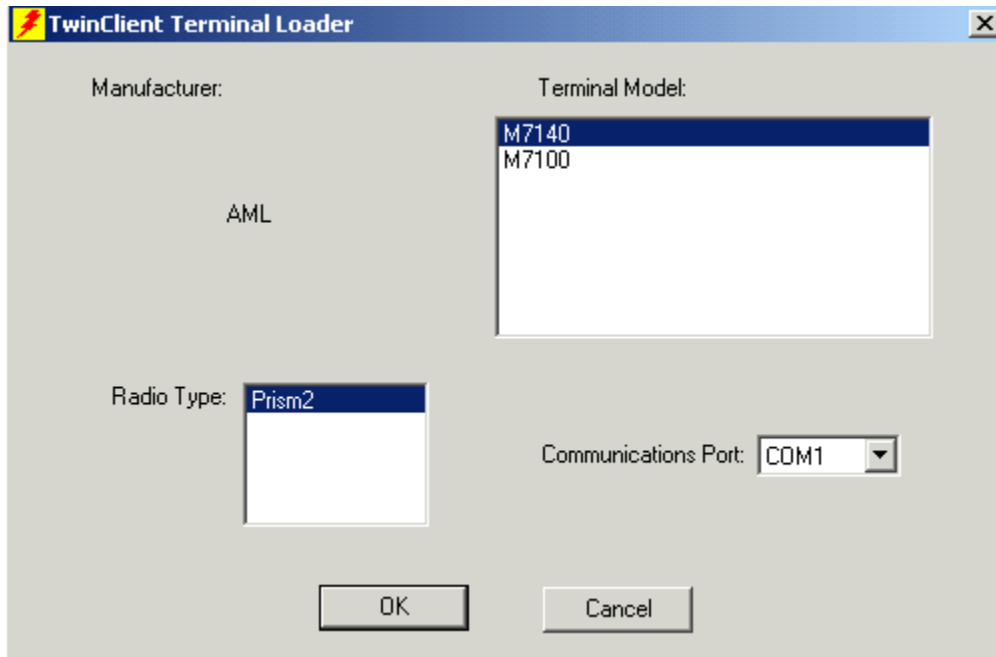 TwinClient Terminal Loader
Manufacturer:
Terminal Model:
M7140
M7100
AML
Radio Type:
Prism2
Communications Port:
COM1
OK
Cancel